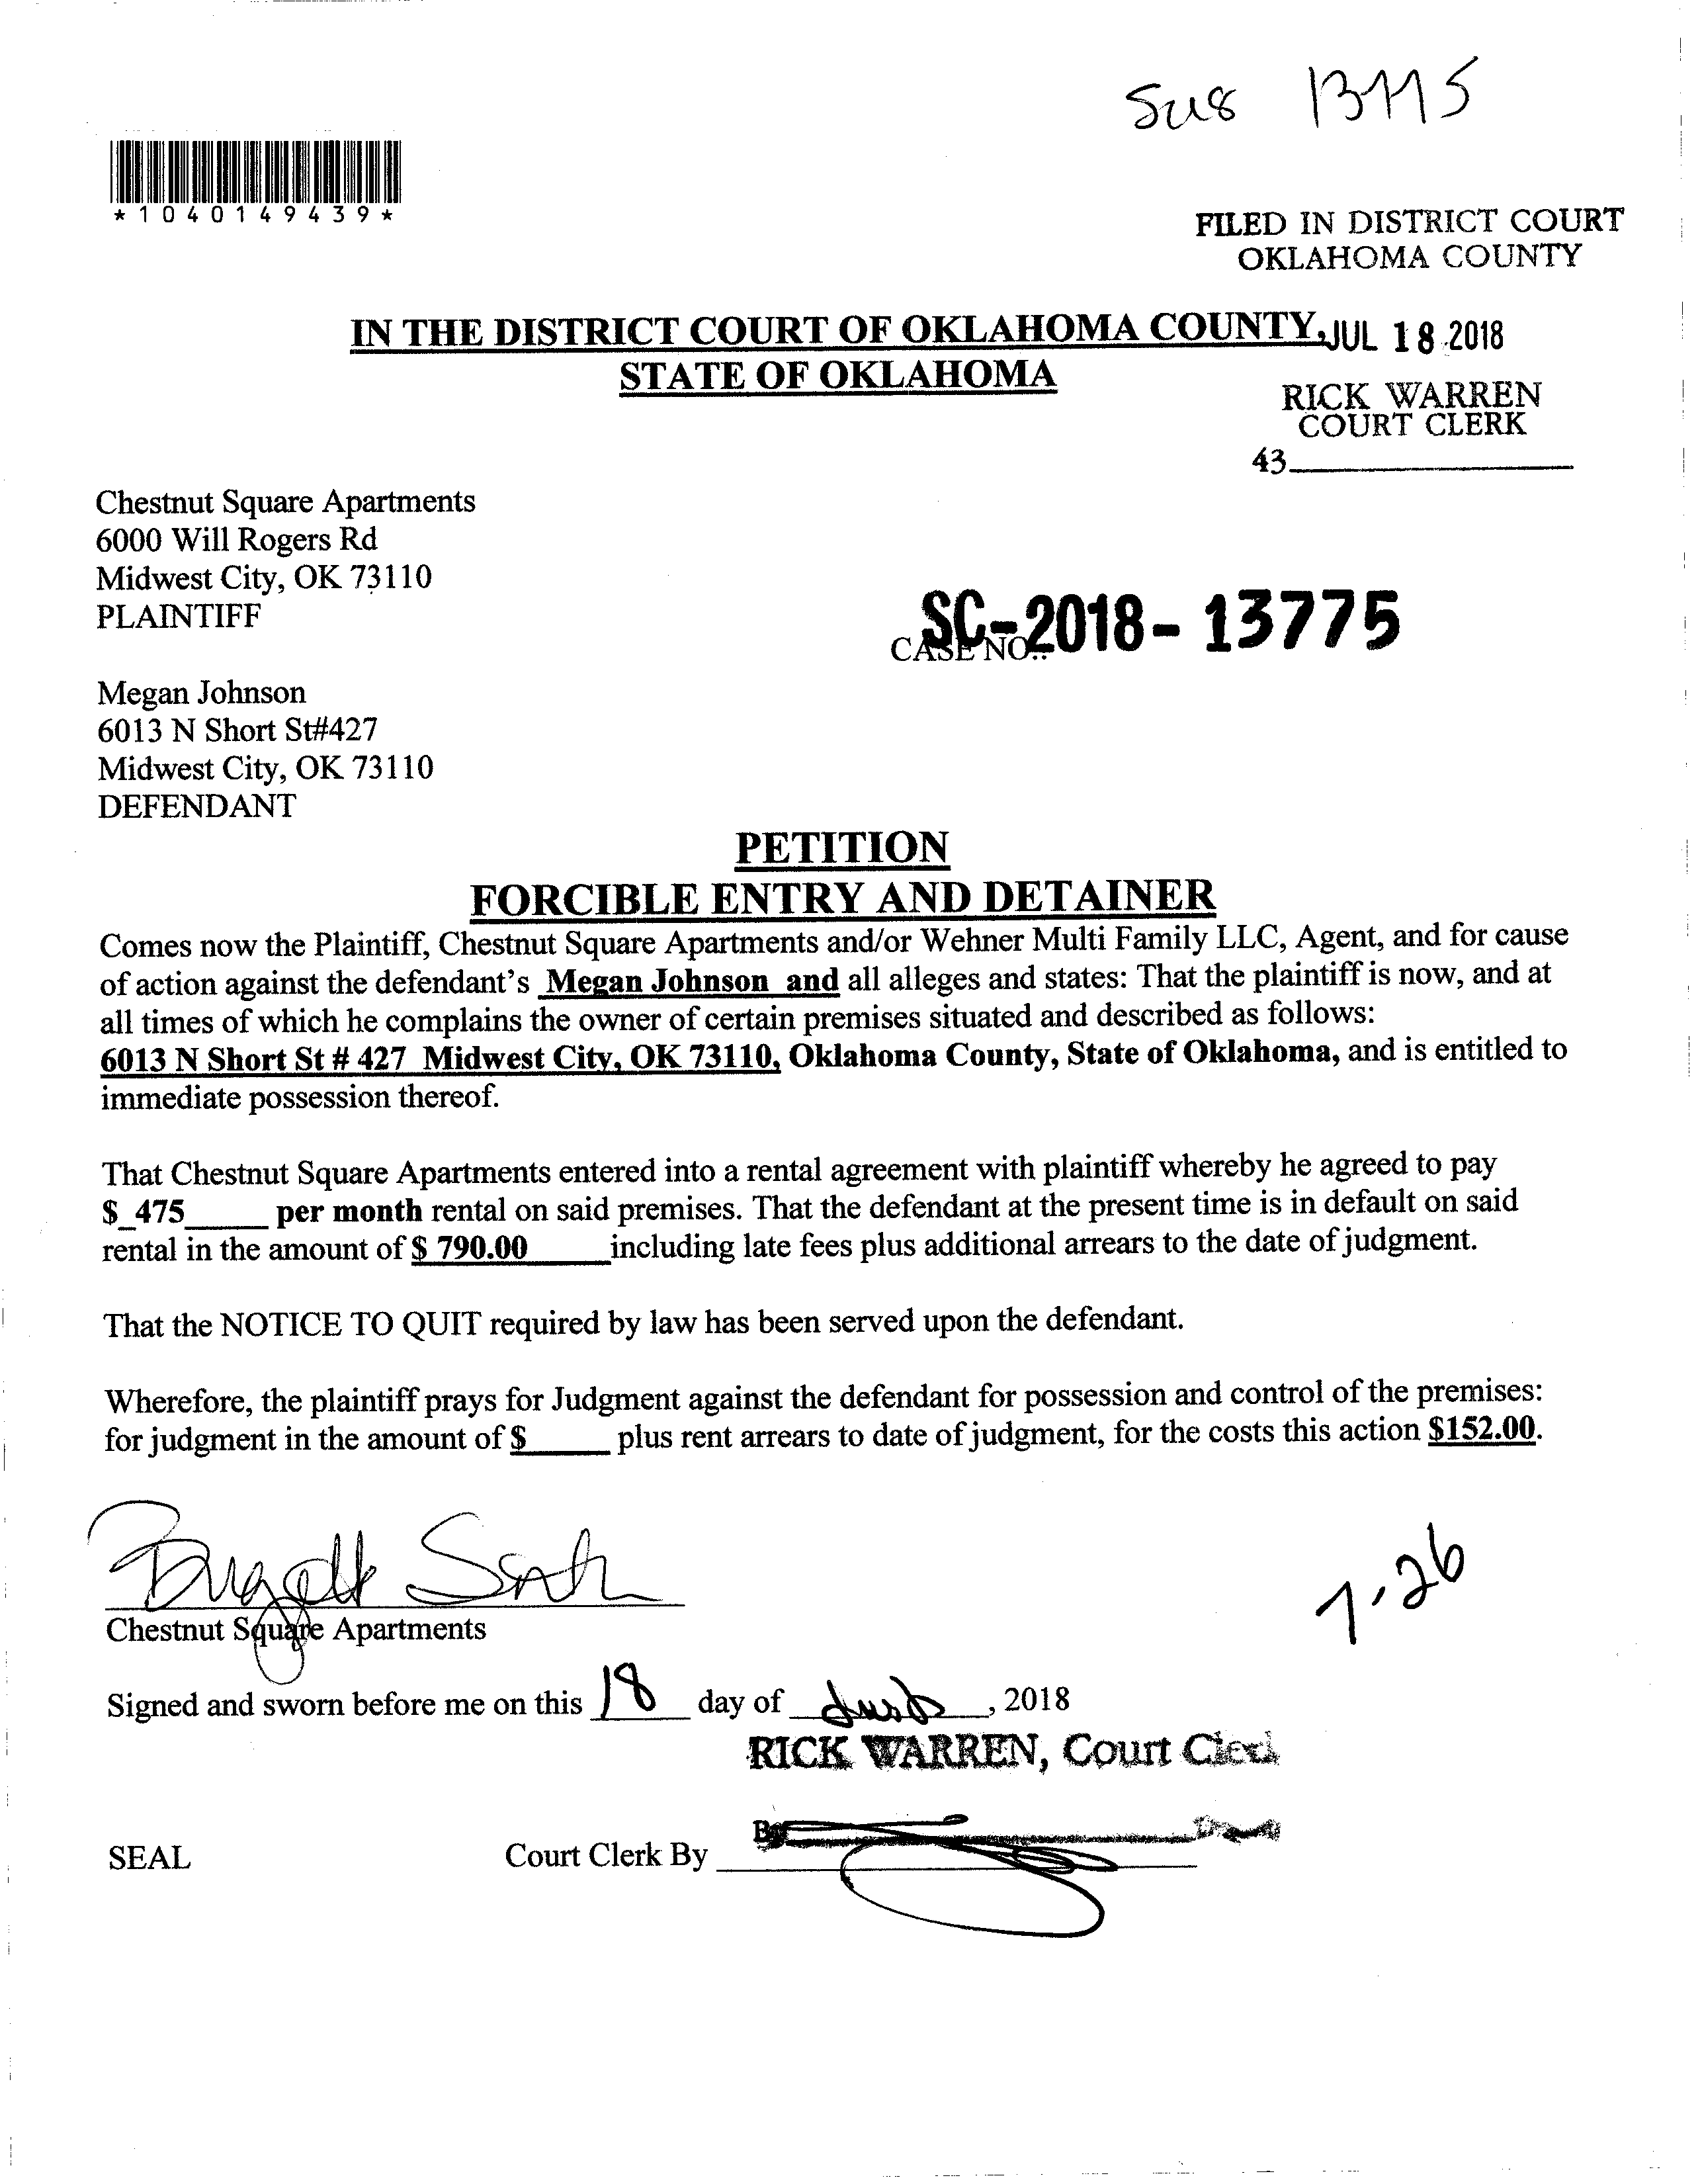 13775
*1040149439*
FILED IN DISTRICT COURT
OKLAHOMA COUNTY
IN THE DISTRICT COURT OF OKLAHOMA COUNTY, JUL 18 2018
STATE OF OKLAHOMA
RICK WARREN
COURT CLERK
43
Chestnut Square Apartments
6000 Will Rogers Rd
Midwest City, OK 73110
PLAINTIFF
CASE NO.: SC-2018-13775
Megan Johnson
6013 N Short St#427
Midwest City, OK 73110
DEFENDANT
PETITION
FORCIBLE ENTRY AND DETAINER
Comes now the Plaintiff, Chestnut Square Apartments and/or Wehner Multi Family LLC, Agent, and for cause
of action against the defendant's Megan Johnson and all alleges and states: That the plaintiff is now, and at
all times of which he complains the owner of certain premises situated and described as follows:
6013 N Short St # 427 Midwest City, OK 73110, Oklahoma County, State of Oklahoma, and is entitled to
immediate possession thereof.
That Chestnut Square Apartments entered into a rental agreement with plaintiff whereby he agreed to pay
$_475_____ per month rental on said premises. That the defendant at the present time is in default on said
rental in the amount of $ 790.00_____including late fees plus additional arrears to the date of judgment.
That the NOTICE TO QUIT required by law has been served upon the defendant.
Wherefore, the plaintiff prays for Judgment against the defendant for possession and control of the premises:
for judgment in the amount of $_____ plus rent arrears to date of judgment, for the costs this action $152.00.
7-26
Chestnut Square Apartments
Signed and sworn before me on this 18 day of , 2018
RICK WARREN, Court Clerk
By
SEAL
Court Clerk By